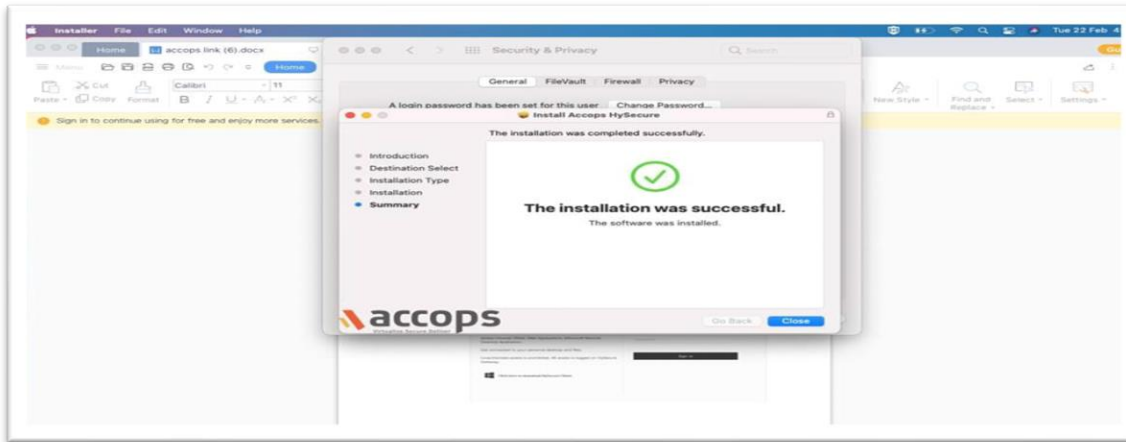 Installer File Edit Window Help
Tue 22 Feb 4
Home accops link (6).docx
Security & Privacy
Search
Menu
Home
General FileVault Firewall Privacy
Cut
Calibri 11
Paste Copy Format B I U A X²
A login password has been set for this user Change Password...
New Style Find and Replace Select Settings
Sign in to continue using for free and enjoy more services.
Install Accops HySecure
The installation was completed successfully.
Introduction
Destination Select
Installation Type
Installation
Summary
The installation was successful.
The software was installed.
accops
Go Back Close